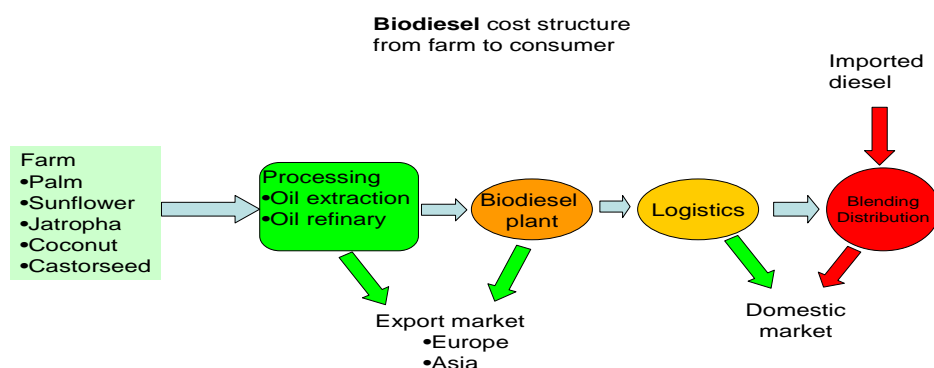 Biodiesel cost structure
from farm to consumer
Imported
diesel
Farm
•Palm
•Sunflower
•Jatropha
•Coconut
•Castorseed
Processing
•Oil extraction
•Oil refinary
Biodiesel
plant
Logistics
Blending
Distribution
Export market
•Europe
•Asia
Domestic
market